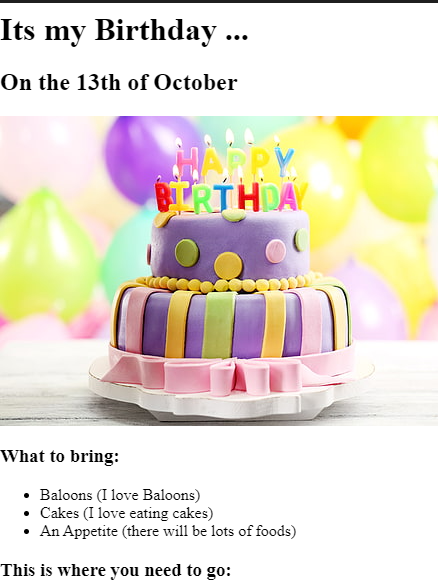 Its my Birthday ...
On the 13th of October
HAPPY
BIRTHDAY
What to bring:
Baloons (I love Baloons)
Cakes (I love eating cakes)
An Appetite (there will be lots of foods)
This is where you need to go: